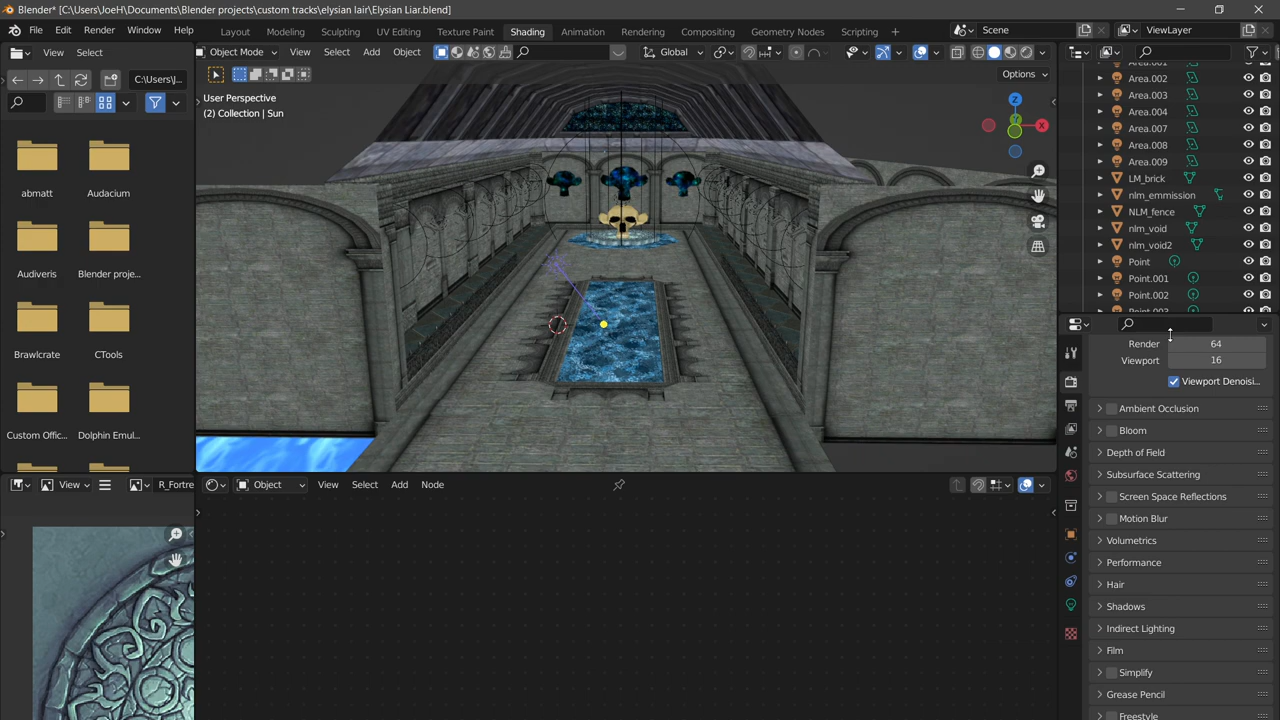 Blender* [C:\Users\JoeH\Documents\Blender projects\custom tracks\elysian lair\Elysian Liar.blend]
File Edit Render Window Help Layout Modeling Sculpting UV Editing Texture Paint Shading Animation Rendering Compositing Geometry Nodes Scripting + Scene ViewLayer
View Select Object Mode View Select Add Object Global
C:\Users\J... Options
User Perspective
(2) Collection | Sun
Z
Y
X
abmatt Audacium
Audiveris Blender proje...
Brawlcrate CTools
Custom Offic... Dolphin Emul...
Area.001
Area.002
Area.003
Area.004
Area.007
Area.008
Area.009
LM_brick
nlm_emmission
NLM_fence
nlm_void
nlm_void2
Point
Point.001
Point.002
Point.003
Render 64
Viewport 16
Viewport Denoisi...
Ambient Occlusion
Bloom
Depth of Field
Subsurface Scattering
Screen Space Reflections
Motion Blur
Volumetrics
Performance
Hair
Shadows
Indirect Lighting
Film
Simplify
Grease Pencil
Freestyle
View R_Fortre
Object View Select Add Node